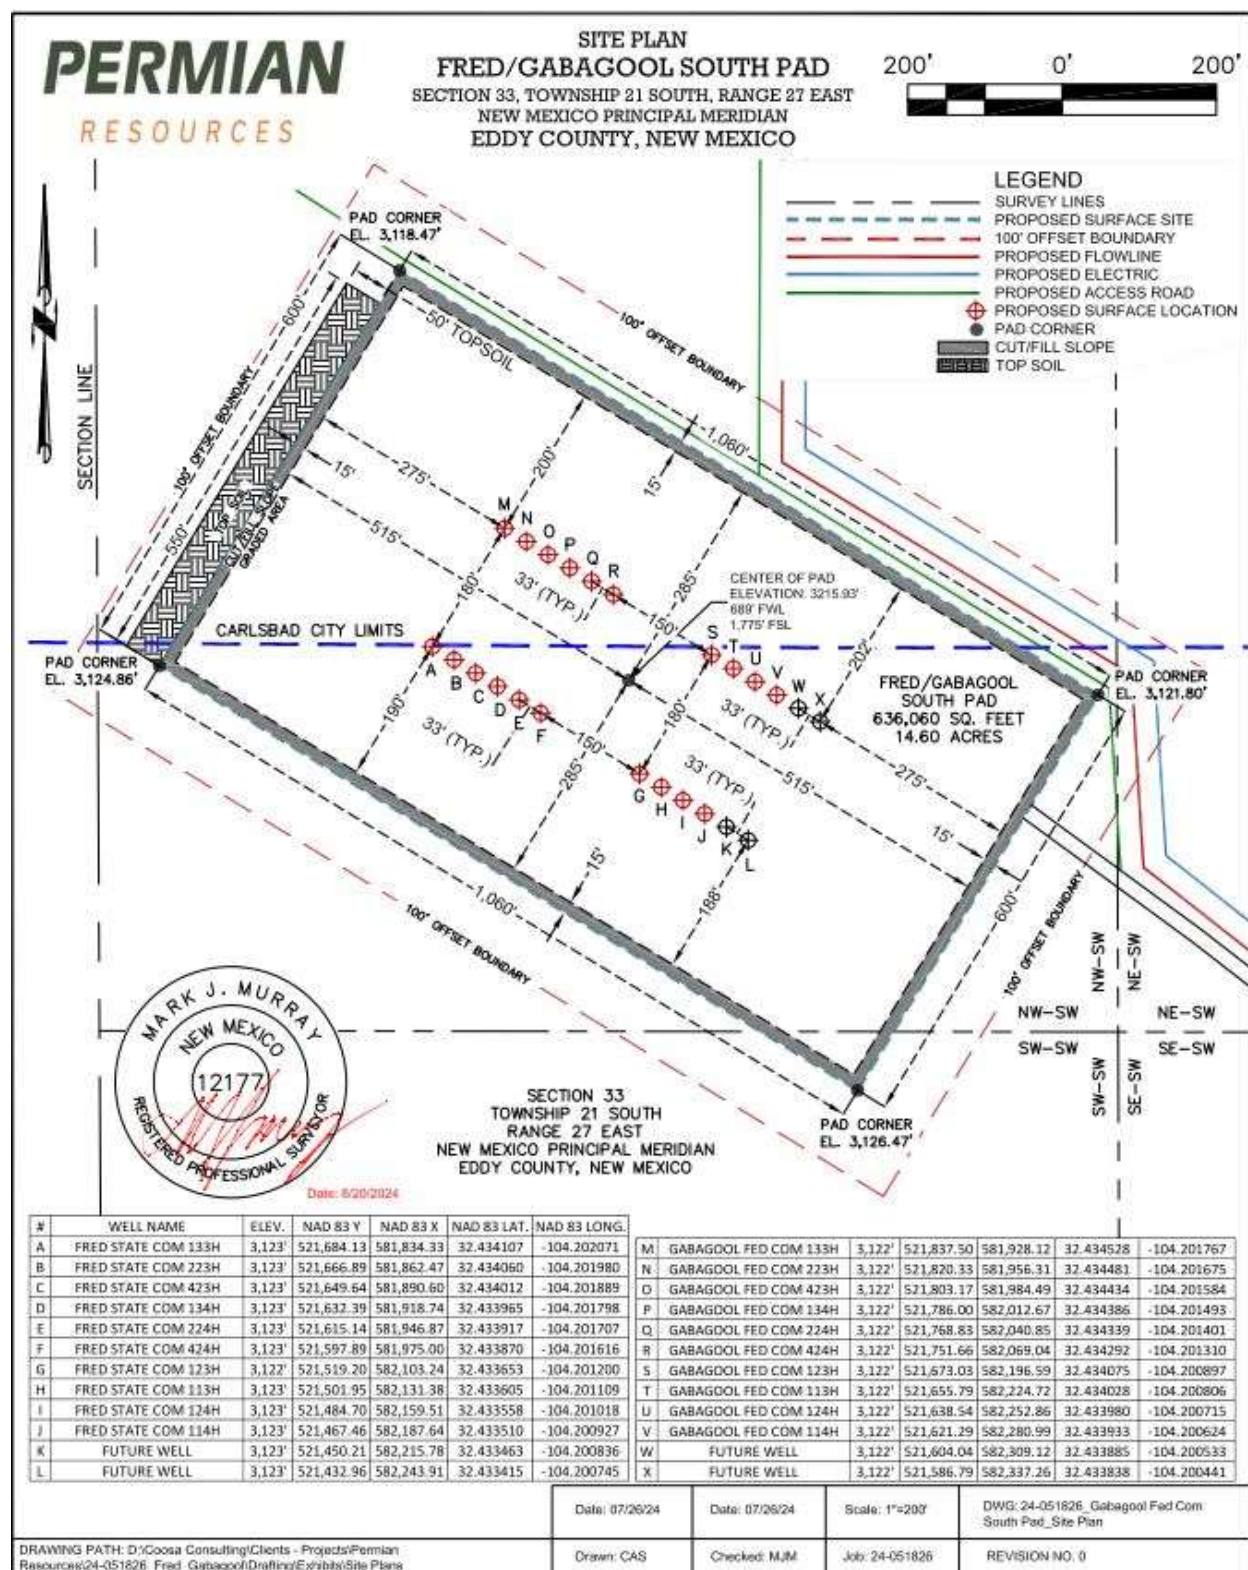 PERMIAN
RESOURCES
SITE PLAN
FRED/GABAGOOL SOUTH PAD
SECTION 33, TOWNSHIP 21 SOUTH, RANGE 27 EAST
NEW MEXICO PRINCIPAL MERIDIAN
EDDY COUNTY, NEW MEXICO
200' 0' 200'
LEGEND
SURVEY LINES
PROPOSED SURFACE SITE
100' OFFSET BOUNDARY
PROPOSED FLOWLINE
PROPOSED ELECTRIC
PROPOSED ACCESS ROAD
PROPOSED SURFACE LOCATION
PAD CORNER
CUT/FILL SLOPE
TOP SOIL
PAD CORNER
EL. 3,118.47'
SECTION LINE
600'
50' TOPSOIL
100' OFFSET BOUNDARY
100' OFFSET BOUNDARY
550'
TOP SOIL
CUT/FILL SLOPE
GRADED AREA
1,060'
15'
200'
275'
15'
515'
M
N
O
P
Q
R
33' (TYP.)
180'
285'
150'
CENTER OF PAD
ELEVATION: 3215.93'
689' FWL
1,775' FSL
CARLSBAD CITY LIMITS
PAD CORNER
EL. 3,124.86'
A
B
C
D
E
F
33' (TYP.)
190'
150'
285'
S
T
U
V
W
X
33' (TYP.)
180'
202'
FRED/GABAGOOL
SOUTH PAD
636,060 SQ. FEET
14.60 ACRES
PAD CORNER
EL. 3,121.80'
33' (TYP.)
G
H
I
J
K
L
515'
275'
15'
188'
15'
1,060'
100' OFFSET BOUNDARY
600'
100' OFFSET BOUNDARY
NW-SW
NE-SW
NW-SW NE-SW
SW-SW SE-SW
SW-SW
SE-SW
MARK J. MURRAY
NEW MEXICO
12177
REGISTERED PROFESSIONAL SURVEYOR
Date: 8/20/2024
SECTION 33
TOWNSHIP 21 SOUTH
RANGE 27 EAST
NEW MEXICO PRINCIPAL MERIDIAN
EDDY COUNTY, NEW MEXICO
PAD CORNER
EL. 3,126.47'
# WELL NAME ELEV. NAD 83 Y NAD 83 X NAD 83 LAT. NAD 83 LONG.
A FRED STATE COM 133H 3,123' 521,684.13 581,834.33 32.434107 -104.202071
B FRED STATE COM 223H 3,123' 521,666.89 581,862.47 32.434060 -104.201980
C FRED STATE COM 423H 3,123' 521,649.64 581,890.60 32.434012 -104.201889
D FRED STATE COM 134H 3,123' 521,632.39 581,918.74 32.433965 -104.201798
E FRED STATE COM 224H 3,123' 521,615.14 581,946.87 32.433917 -104.201707
F FRED STATE COM 424H 3,123' 521,597.89 581,975.00 32.433870 -104.201616
G FRED STATE COM 123H 3,122' 521,519.20 582,103.24 32.433653 -104.201200
H FRED STATE COM 113H 3,123' 521,501.95 582,131.38 32.433605 -104.201109
I FRED STATE COM 124H 3,123' 521,484.70 582,159.51 32.433558 -104.201018
J FRED STATE COM 114H 3,123' 521,467.46 582,187.64 32.433510 -104.200927
K FUTURE WELL 3,123' 521,450.21 582,215.78 32.433463 -104.200836
L FUTURE WELL 3,123' 521,432.96 582,243.91 32.433415 -104.200745
M GABAGOOL FED COM 133H 3,122' 521,837.50 581,928.12 32.434528 -104.201767
N GABAGOOL FED COM 223H 3,122' 521,820.33 581,956.31 32.434481 -104.201675
O GABAGOOL FED COM 423H 3,122' 521,803.17 581,984.49 32.434434 -104.201584
P GABAGOOL FED COM 134H 3,122' 521,786.00 582,012.67 32.434386 -104.201493
Q GABAGOOL FED COM 224H 3,122' 521,768.83 582,040.85 32.434339 -104.201401
R GABAGOOL FED COM 424H 3,122' 521,751.66 582,069.04 32.434292 -104.201310
S GABAGOOL FED COM 123H 3,122' 521,673.03 582,196.59 32.434075 -104.200897
T GABAGOOL FED COM 113H 3,122' 521,655.79 582,224.72 32.434028 -104.200806
U GABAGOOL FED COM 124H 3,122' 521,638.54 582,252.86 32.433980 -104.200715
V GABAGOOL FED COM 114H 3,122' 521,621.29 582,280.99 32.433933 -104.200624
W FUTURE WELL 3,122' 521,604.04 582,309.12 32.433885 -104.200533
X FUTURE WELL 3,122' 521,586.79 582,337.26 32.433838 -104.200441
Date: 07/26/24 Date: 07/26/24 Scale: 1"=200' DWG: 24-051826_Gabagool Fed Com
South Pad_Site Plan
DRAWING PATH: D:\Coosa Consulting\Clients - Projects\Permian
Resources\24-051826_Fred_Gabagool\Drafting\Exhibits\Site Plans
Drawn: CAS Checked: MJM Job: 24-051826 REVISION NO. 0